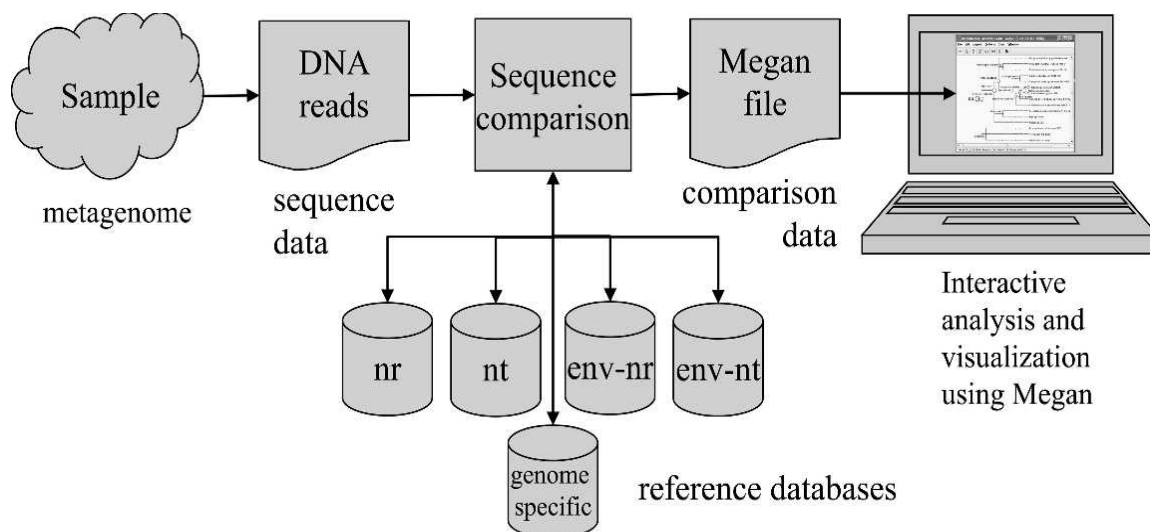 Sample
metagenome
DNA
reads
sequence
data
Sequence
comparison
Megan
file
comparison
data
Interactive
analysis and
visualization
using Megan
nr
nt
env-nr
env-nt
genome
specific
reference databases